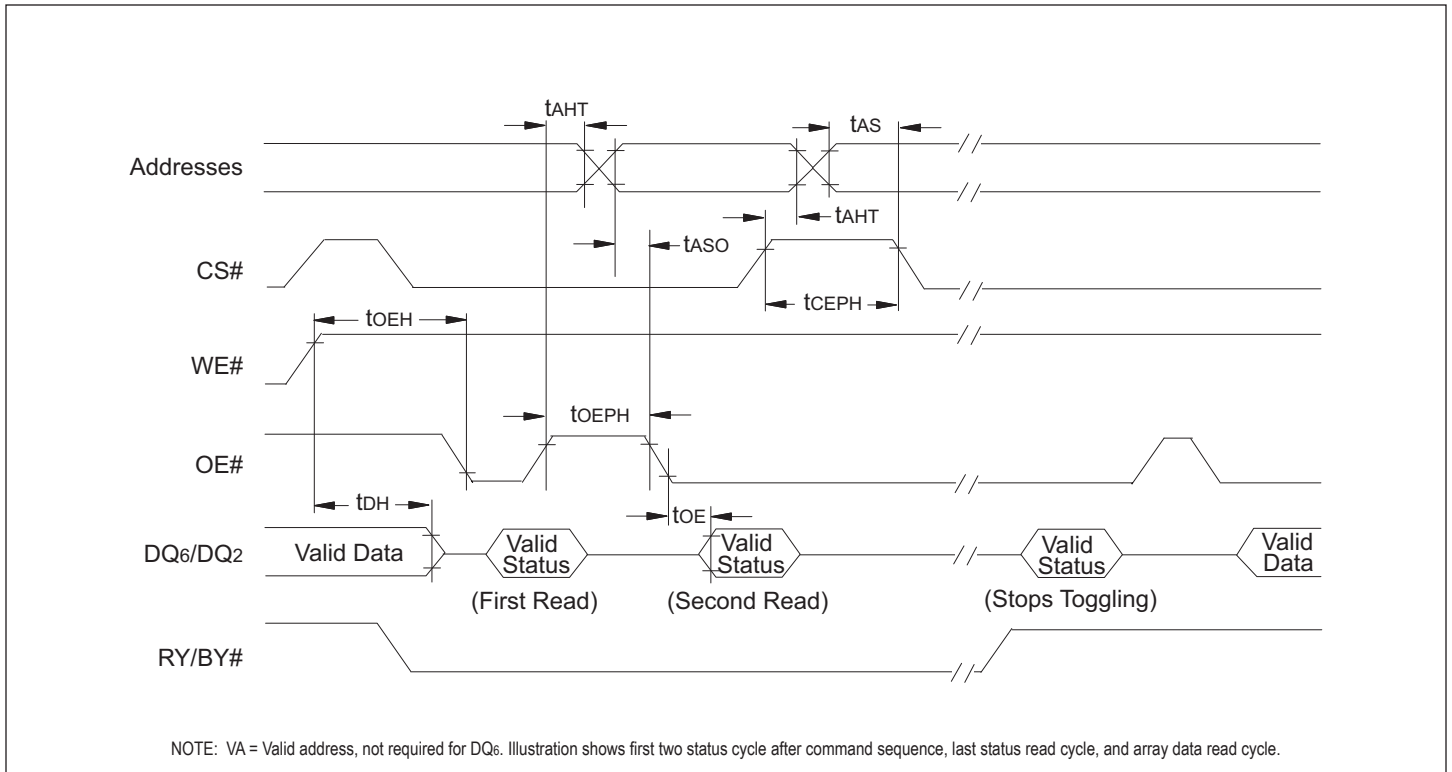 tAHT
tAS
Addresses
tAHT
tASO
CS#
tCEPH
tOEH
WE#
tOEPH
OE#
tDH
tOE
DQ6/DQ2
Valid Data
Valid
Status
Valid
Status
Valid
Status
Valid
Data
(First Read)
(Second Read)
(Stops Toggling)
RY/BY#
NOTE: VA = Valid address, not required for DQ6. Illustration shows first two status cycle after command sequence, last status read cycle, and array data read cycle.